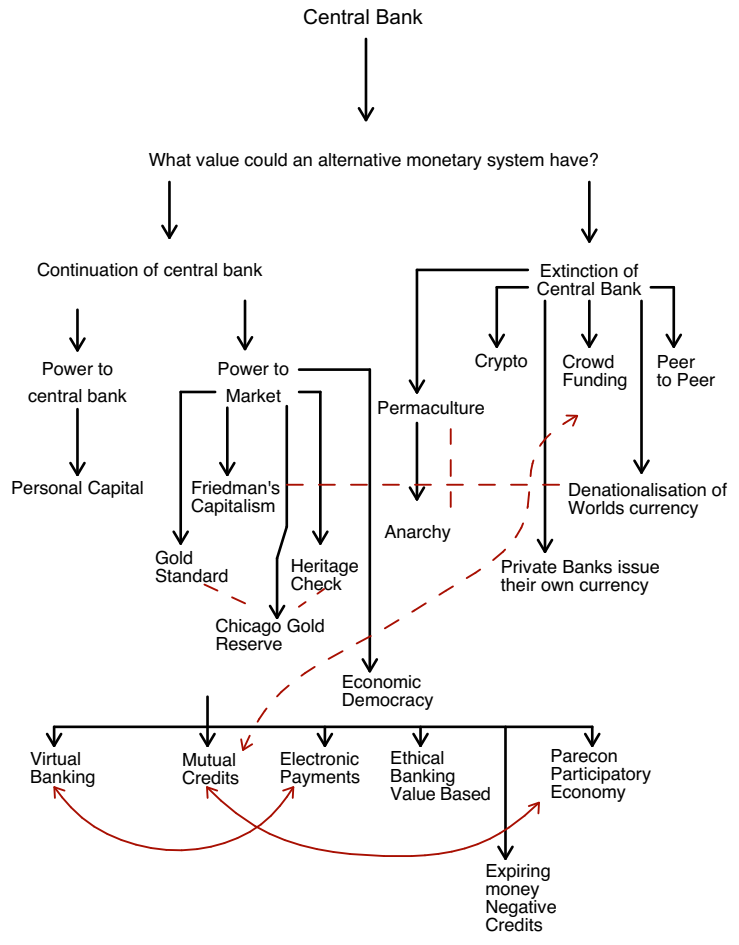 Central Bank
What value could an alternative monetary system have?
Continuation of central bank
Extinction of
Central Bank
Power to
central bank
Power to
Market
Crypto
Crowd
Funding
Peer
to Peer
Permaculture
Personal Capital
Friedman's
Capitalism
Denationalisation of
Worlds currency
Anarchy
Gold
Standard
Heritage
Check
Private Banks issue
their own currency
Chicago Gold
Reserve
Economic
Democracy
Virtual
Banking
Mutual
Credits
Electronic
Payments
Ethical
Banking
Value Based
Parecon
Participatory
Economy
Expiring
money
Negative
Credits